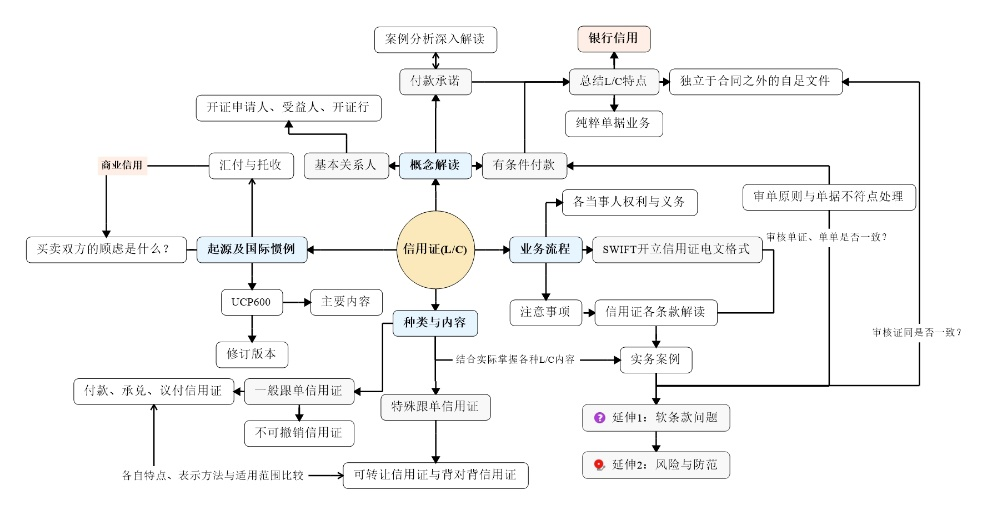 案例分析深入解读
银行信用
付款承诺
总结L/C特点
独立于合同之外的自足文件
开证申请人、受益人、开证行
纯粹单据业务
商业信用
汇付与托收
基本关系人
概念解读
有条件付款
审单原则与单据不符点处理
各当事人权利与义务
审核单证、单单是否一致?
买卖双方的顾虑是什么?
起源及国际惯例
信用证(L/C)
业务流程
SWIFT开立信用证电文格式
UCP600
主要内容
注意事项
信用证各条款解读
种类与内容
审核证同是否一致?
修订版本
结合实际掌握各种L/C内容
实务案例
付款、承兑、议付信用证
一般跟单信用证
特殊跟单信用证
延伸1: 软条款问题
不可撤销信用证
延伸2: 风险与防范
各自特点、表示方法与适用范围比较
可转让信用证与背对背信用证